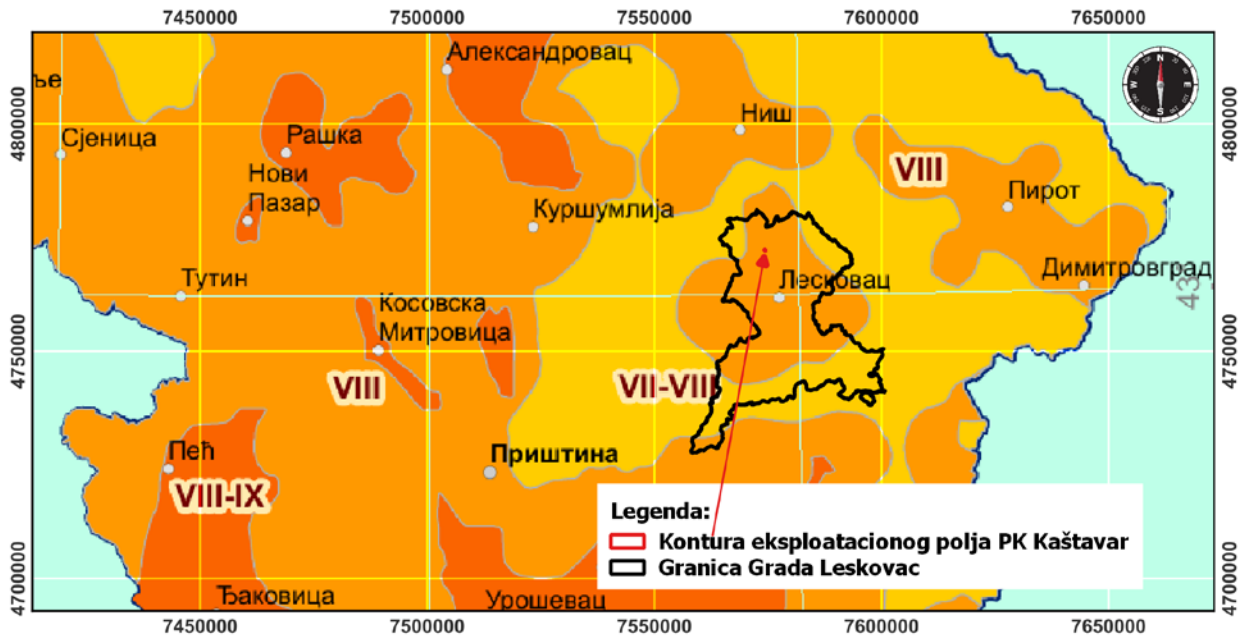 7450000 7500000 7550000 7600000 7650000
Александровац
ње
4800000
4800000
Ниш
Сјеница
Рашка
VIII
Нови
Пазар
Пирот
Куршумлија
Тутин
Лесковац
Димитровград
43
Косовска
Митровица
4750000
4750000
VIII
VII-VIII
Пећ
Приштина
VIII-IX
Legenda:
Kontura eksploatacionog polja PK Kaštavar
Granica Grada Leskovac
4700000
4700000
Ђаковица
Урошевац
7450000 7500000 7550000 7600000 7650000
N
E
S
W